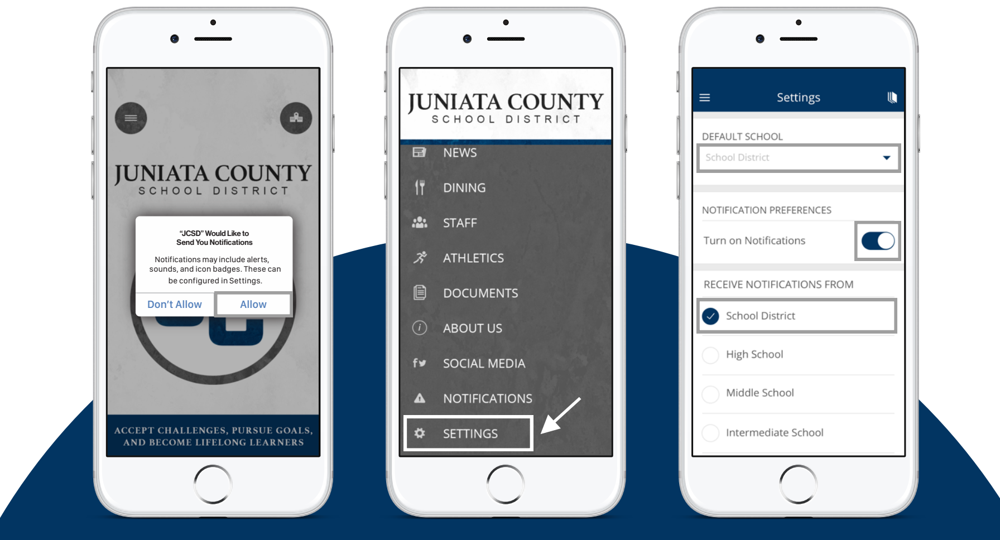 JUNIATA COUNTY
SCHOOL DISTRICT
“JCSD” Would Like to
Send You Notifications
Notifications may include alerts,
sounds, and icon badges. These can
be configured in Settings.
Don’t Allow
Allow
ACCEPT CHALLENGES, PURSUE GOALS,
AND BECOME LIFELONG LEARNERS
JUNIATA COUNTY
SCHOOL DISTRICT
NEWS
DINING
STAFF
ATHLETICS
DOCUMENTS
ABOUT US
SOCIAL MEDIA
NOTIFICATIONS
SETTINGS
Settings
DEFAULT SCHOOL
School District
NOTIFICATION PREFERENCES
Turn on Notifications
RECEIVE NOTIFICATIONS FROM
School District
High School
Middle School
Intermediate School